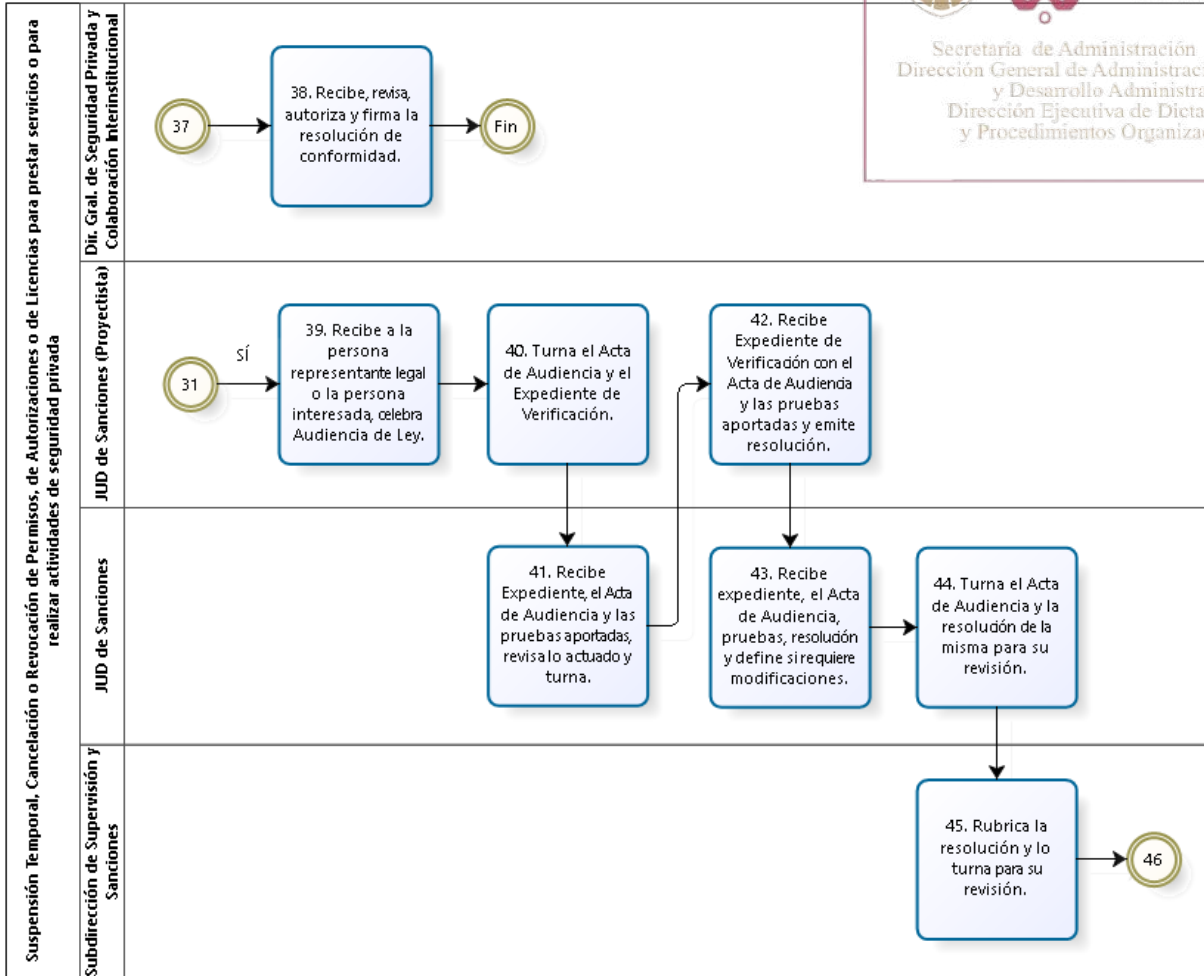 Suspensión Temporal, Cancelación o Revocación de Permisos, de Autorizaciones o de Licencias para prestar servicios o para
realizar actividades de seguridad privada
Dir. Gral. de Seguridad Privada y
Colaboración Interinstitucional
37
38. Recibe, revisa,
autoriza y firma la
resolución de
conformidad.
Fin
Secretaría de Administración
Dirección General de
y Desarrollo
Dirección Ejecutiva de
y Procedimientos
JUD de Sanciones (Proyectista)
31
SÍ
39. Recibe a la
persona
representante legal
o la persona
interesada, celebra
Audiencia de Ley.
40. Turna el Acta
de Audiencia y el
Expediente de
Verificación.
42. Recibe
Expediente de
Verificación con el
Acta de Audiencia
y las pruebas
aportadas y emite
resolución.
JUD de Sanciones
41. Recibe
Expediente, el Acta
de Audiencia y las
pruebas aportadas,
revisa lo actuado y
turna.
43. Recibe
expediente, el Acta
de Audiencia,
pruebas, resolución
y define si requiere
modificaciones.
44. Turna el Acta
de Audiencia y la
resolución de la
misma para su
revisión.
Subdirección de Supervisión y
Sanciones
45. Rubrica la
resolución y lo
turna para su
revisión.
46